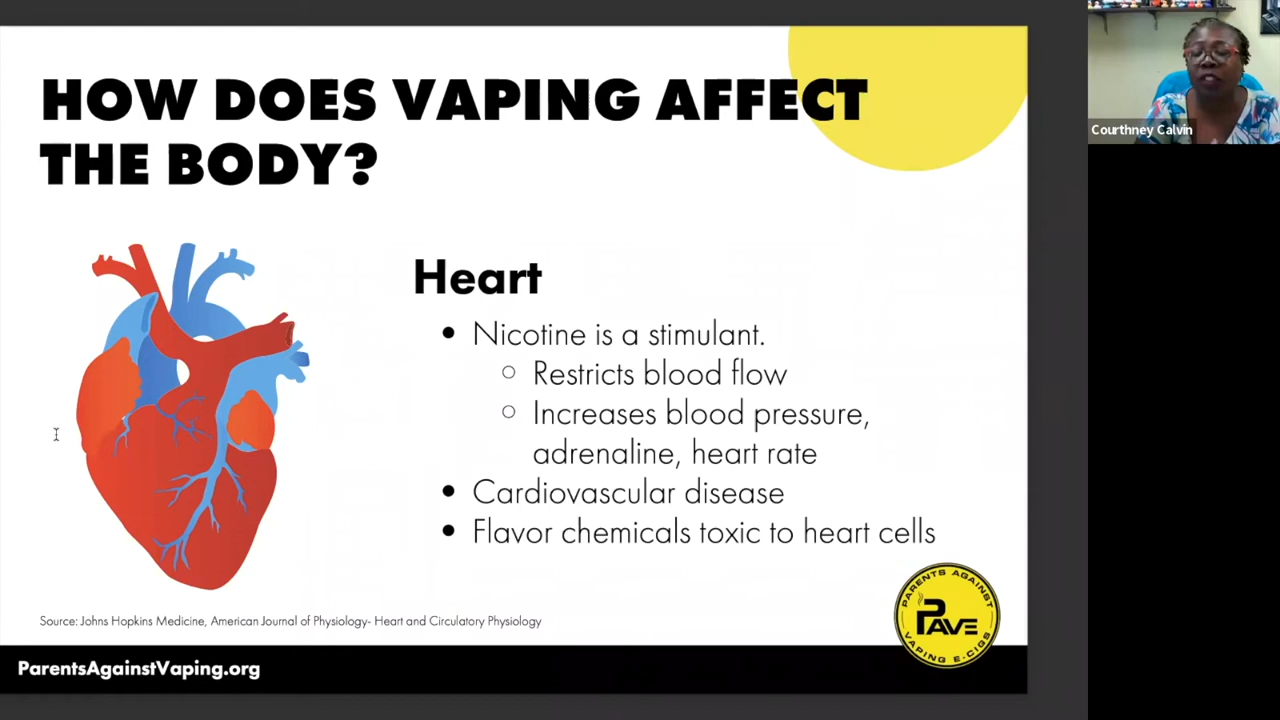 HOW DOES VAPING AFFECT
THE BODY?
Courthney Calvin
Heart
• Nicotine is a stimulant.
○ Restricts blood flow
○ Increases blood pressure,
adrenaline, heart rate
• Cardiovascular disease
• Flavor chemicals toxic to heart cells
Source: Johns Hopkins Medicine, American Journal of Physiology- Heart and Circulatory Physiology
PARENTS AGAINST
PAVE
VAPING E-CIGS
ParentsAgainstVaping.org